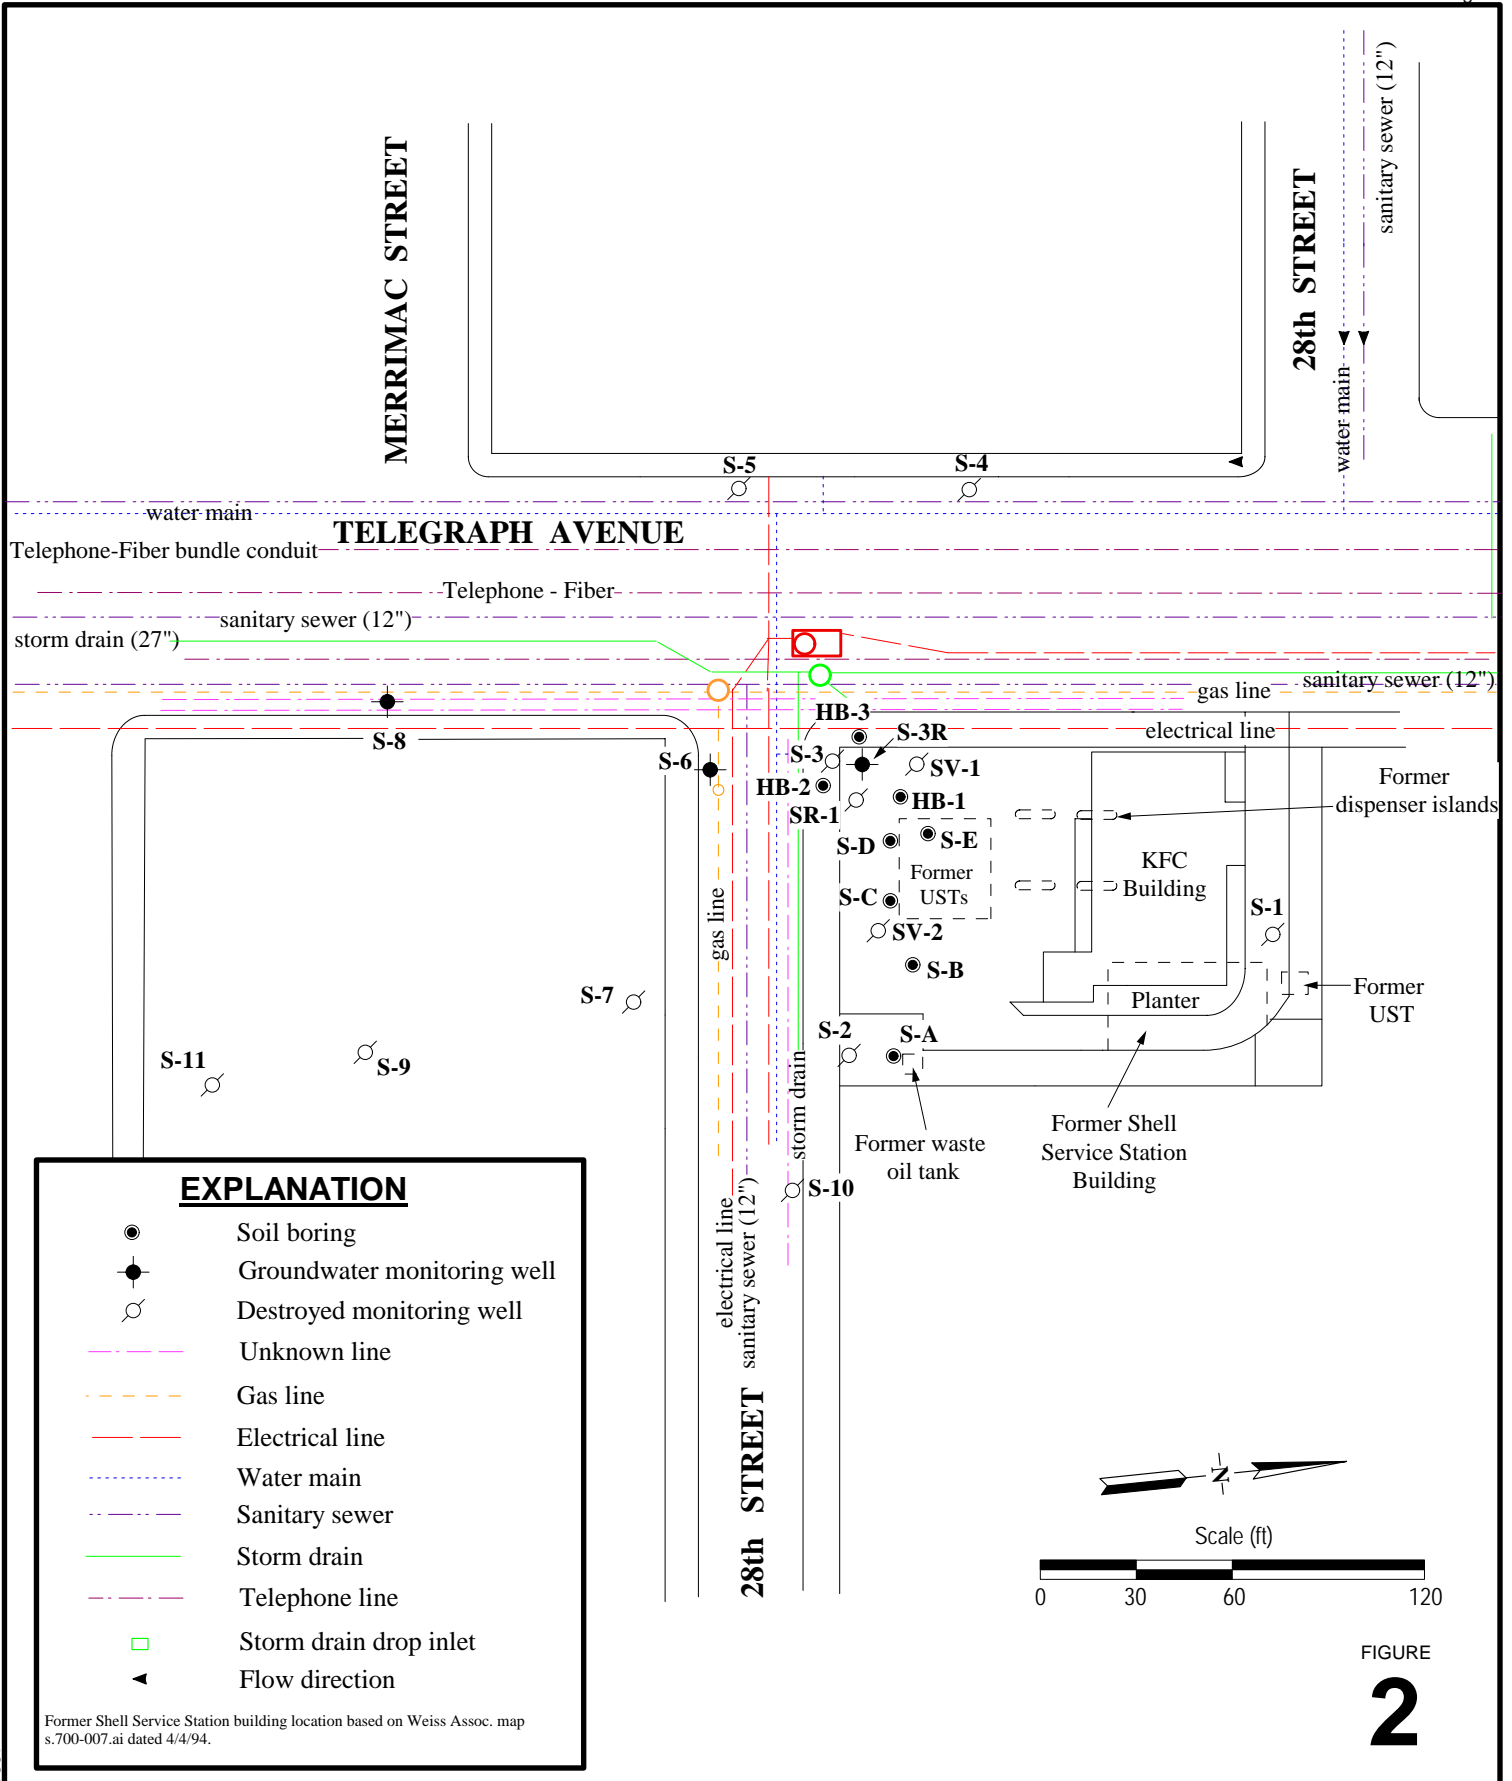 sanitary sewer (12")
MERRIMAC STREET
28th STREET
water main
S-5
S-4
water main
TELEGRAPH AVENUE
Telephone-Fiber bundle conduit
Telephone - Fiber
sanitary sewer (12")
storm drain (27")
sanitary sewer (12")
gas line
HB-3
S-3R
electrical line
S-8
S-6
S-3
SV-1
Former
dispenser islands
HB-2
HB-1
SR-1
S-D
S-E
KFC
Building
Former
USTs
S-C
S-1
gas line
SV-2
S-B
S-7
Planter
Former
UST
S-2
S-A
S-11
S-9
storm drain
Former waste
oil tank
Former Shell
Service Station
Building
S-10
electrical line
sanitary sewer (12")
28th STREET
EXPLANATION
Soil boring
Groundwater monitoring well
Destroyed monitoring well
Unknown line
Gas line
Electrical line
Water main
Sanitary sewer
Storm drain
Telephone line
Storm drain drop inlet
Flow direction
Former Shell Service Station building location based on Weiss Assoc. map
s.700-007.ai dated 4/4/94.
N
Scale (ft)
0 30 60 120
FIGURE
2